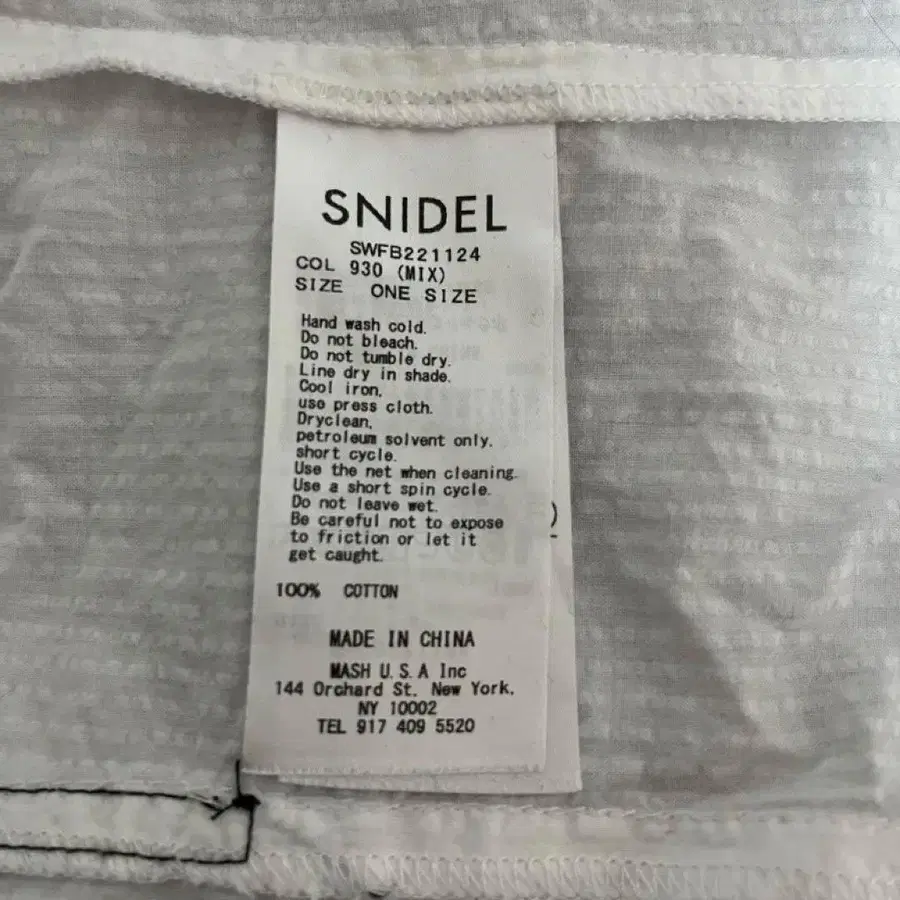 SNIDEL
SWFB221124
COL 930 (MIX)
SIZE ONE SIZE
Hand wash cold.
Do not bleach.
Do not tumble dry.
Line dry in shade.
Cool iron,
use press cloth.
Dryclean,
petroleum solvent only.
short cycle.
Use the net when cleaning.
Use a short spin cycle.
Do not leave wet.
Be careful not to expose
to friction or let it
get caught.
100% COTTON
MADE IN CHINA
MASH U.S.A Inc
144 Orchard St. New York,
NY 10002
TEL 917 409 5520